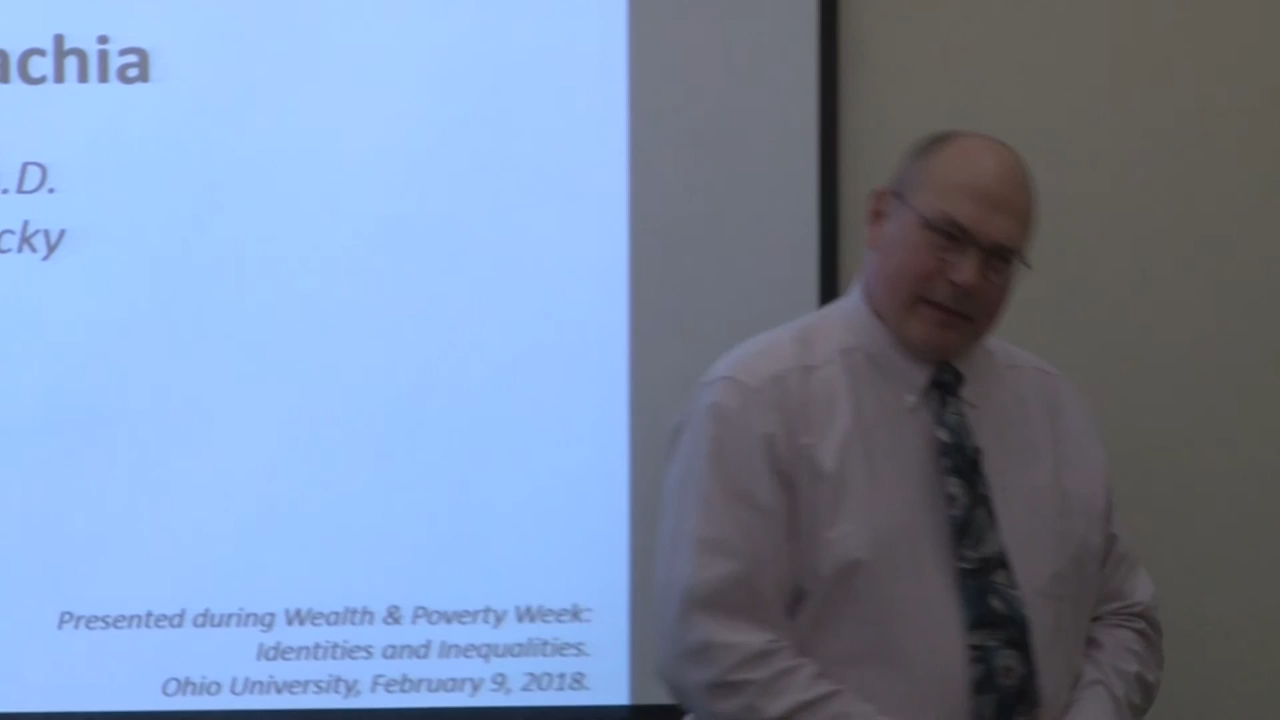 achia
.D.
cky
Presented during Wealth & Poverty Week:
Identities and Inequalities.
Ohio University, February 9, 2018.